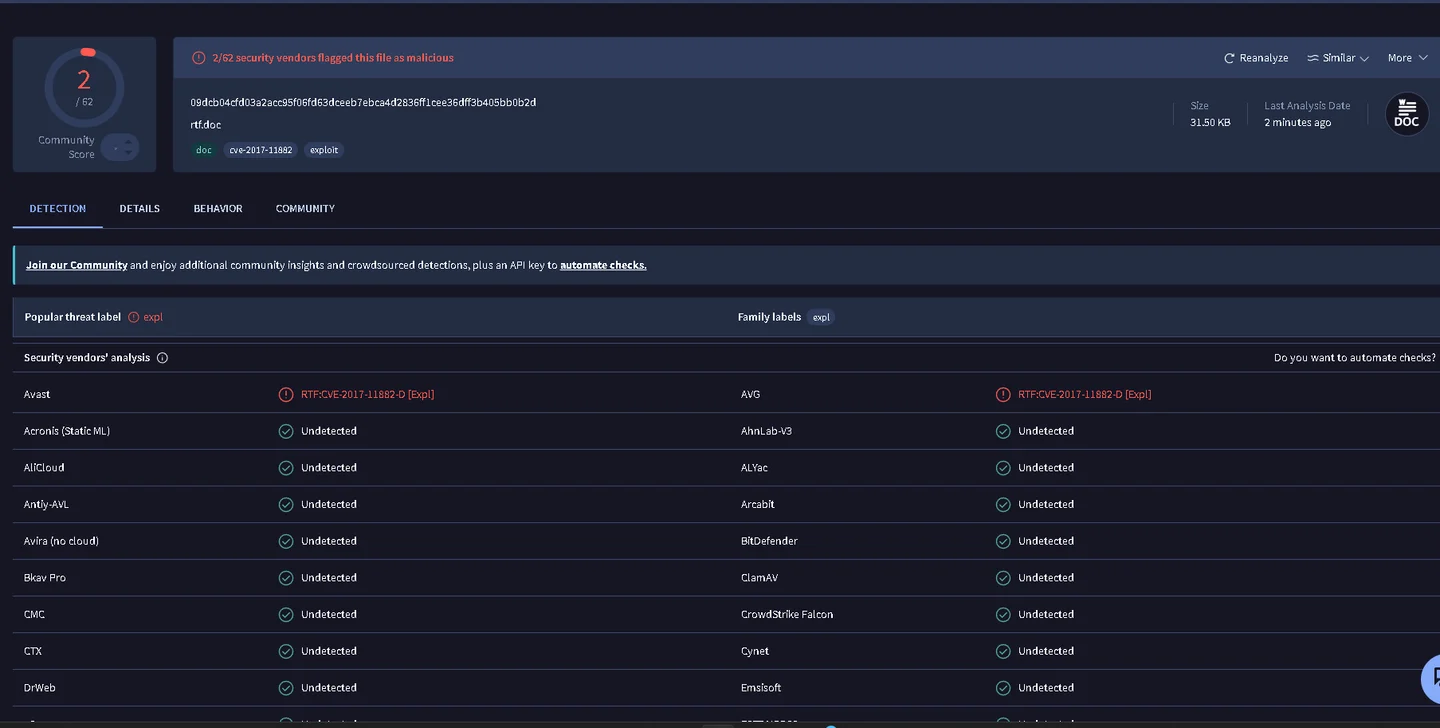 2
/ 62
Community
Score
2/62 security vendors flagged this file as malicious
Reanalyze
Similar
More
09dcb04cfd03a2acc95f06fd63dceeb7ebca4d2836ff1cee36dff3b405bb0b2d
rtf.doc
doc cve-2017-11882 exploit
Size
31.50 KB
Last Analysis Date
2 minutes ago
DOC
DETECTION DETAILS BEHAVIOR COMMUNITY
Join our Community and enjoy additional community insights and crowdsourced detections, plus an API key to automate checks.
Popular threat label expl Family labels expl
Security vendors' analysis Do you want to automate checks?
Avast RTF:CVE-2017-11882-D [Expl] AVG RTF:CVE-2017-11882-D [Expl]
Acronis (Static ML) Undetected AhnLab-V3 Undetected
AliCloud Undetected ALYac Undetected
Antiy-AVL Undetected Arcabit Undetected
Avira (no cloud) Undetected BitDefender Undetected
Bkav Pro Undetected ClamAV Undetected
CMC Undetected CrowdStrike Falcon Undetected
CTX Undetected Cynet Undetected
DrWeb Undetected Emsisoft Undetected